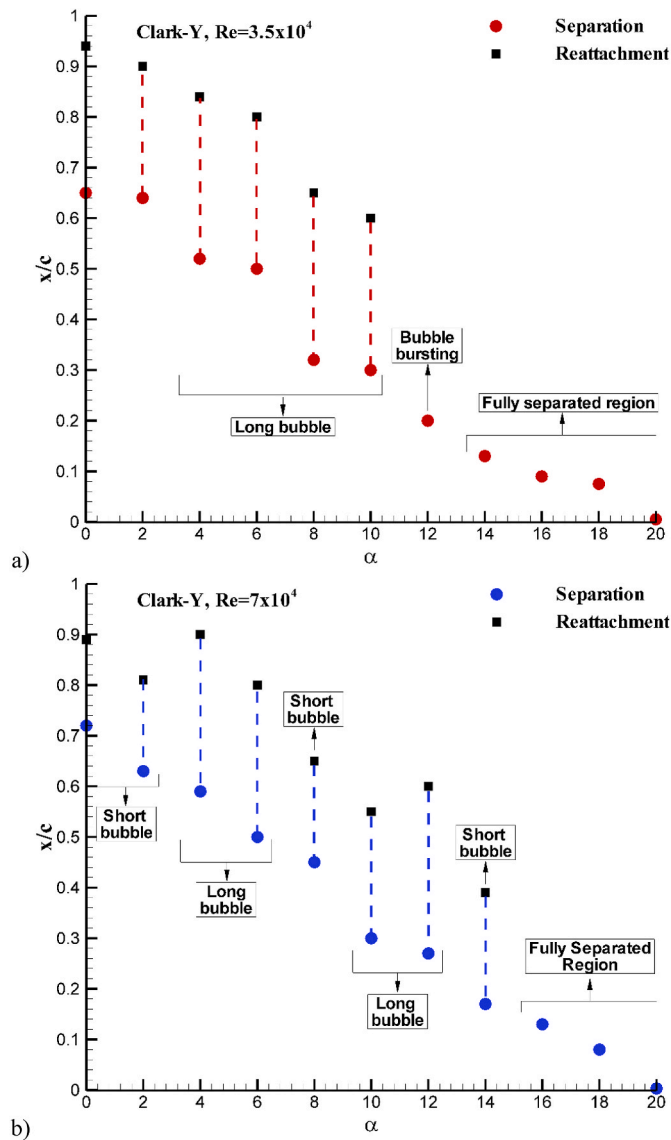 Clark-Y, Re=3.5x10⁴
Separation
Reattachment
1
0.9
0.8
0.7
0.6
0.5
0.4
0.3
0.2
0.1
0
x/c
Bubble
bursting
Fully separated region
Long bubble
0 2 4 6 8 10 12 14 16 18 20
α
a)
Clark-Y, Re=7x10⁴
Separation
Reattachment
1
0.9
0.8
0.7
0.6
0.5
0.4
0.3
0.2
0.1
0
x/c
Short
bubble
Short
bubble
Long
bubble
Short
bubble
Long
bubble
Fully Separated
Region
0 2 4 6 8 10 12 14 16 18 20
α
b)